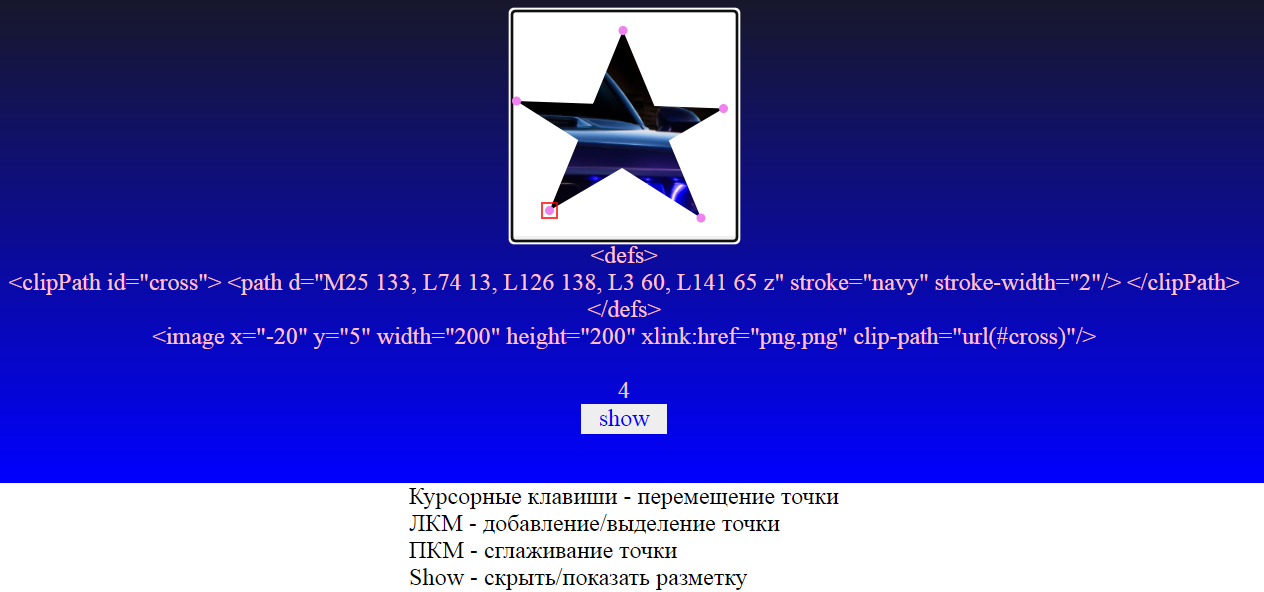 <defs>
<clipPath id="cross"> <path d="M25 133, L74 13, L126 138, L3 60, L141 65 z" stroke="navy" stroke-width="2"/> </clipPath>
</defs>
<image x="-20" y="5" width="200" height="200" xlink:href="png.png" clip-path="url(#cross)"/>
4
show
Курсорные клавиши - перемещение точки
ЛКМ - добавление/выделение точки
ПКМ - сглаживание точки
Show - скрыть/показать разметку